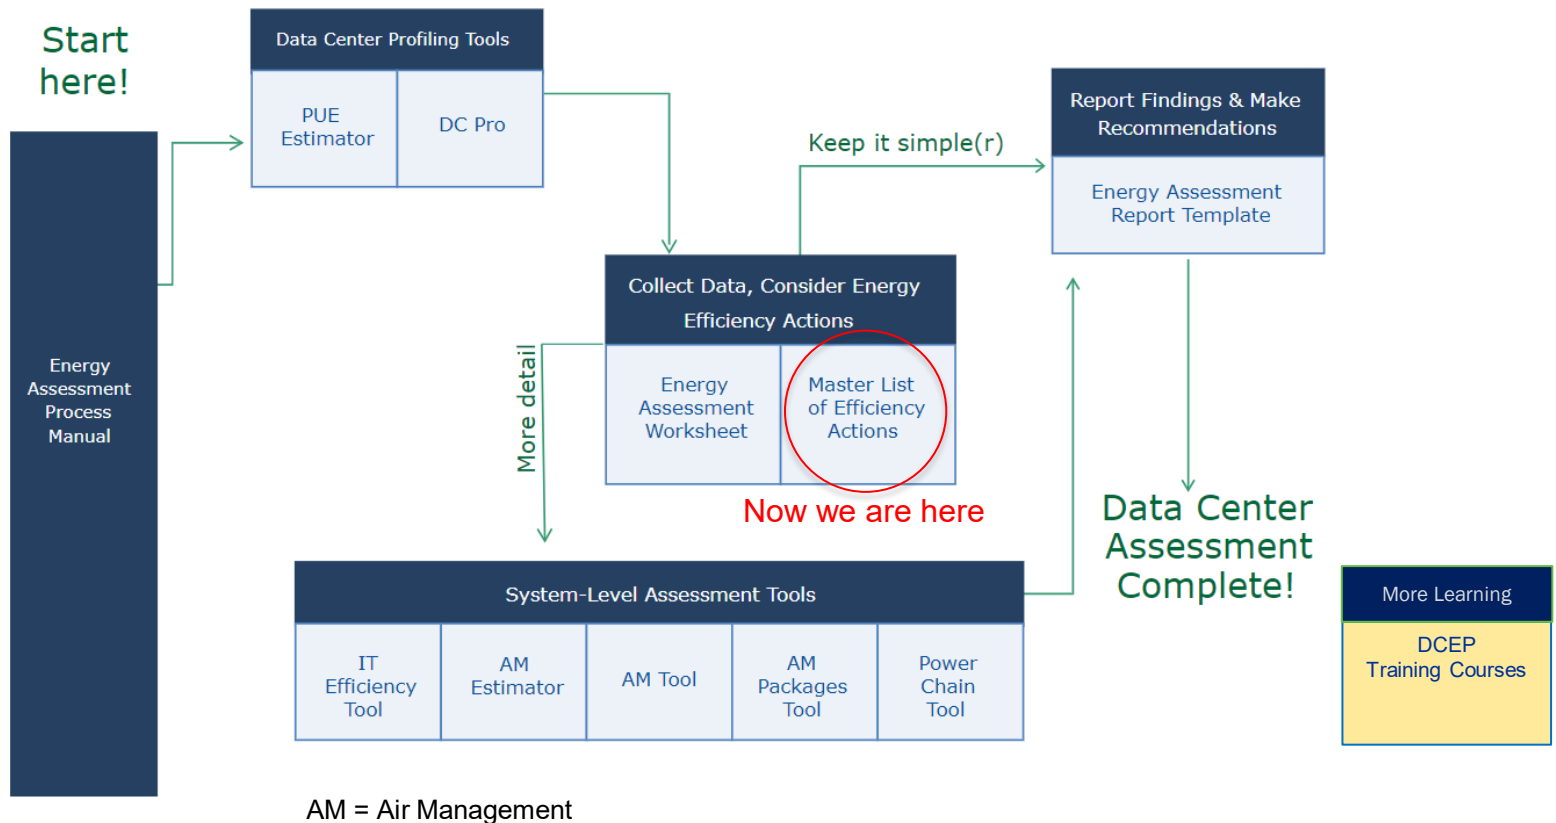 Start
here!
Energy
Assessment
Process
Manual
Data Center Profiling Tools
PUE
Estimator
DC Pro
Collect Data, Consider Energy
Efficiency Actions
Energy
Assessment
Worksheet
Master List
of Efficiency
Actions
Now we are here
Keep it simple(r)
More detail
Report Findings & Make
Recommendations
Energy Assessment
Report Template
System-Level Assessment Tools
IT
Efficiency
Tool
AM
Estimator
AM Tool
AM
Packages
Tool
Power
Chain
Tool
Data Center
Assessment
Complete!
More Learning
DCEP
Training Courses
AM = Air Management